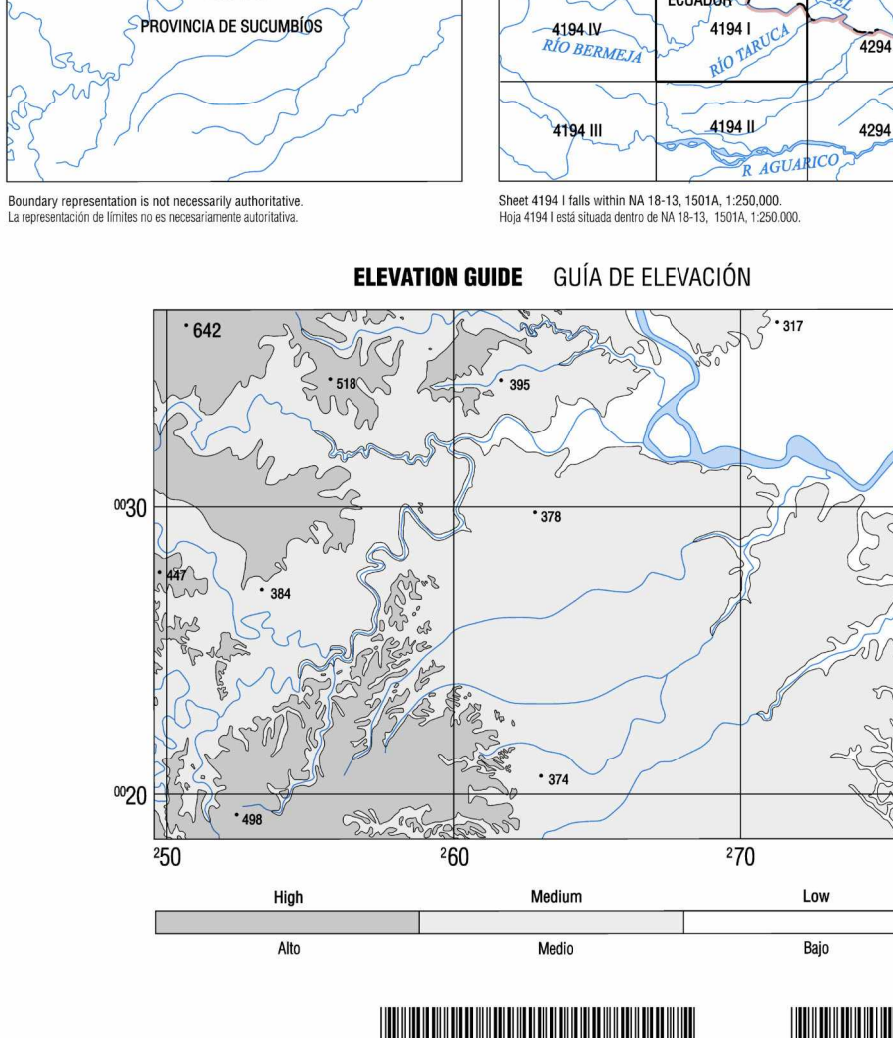 PROVINCIA DE SUCUMBÍOS
ECUADOR
4194 IV
4194 I
4294
RÍO BERMEJA
RÍO TARUCA
4194 III
4194 II
4294
R AGUARICO
Boundary representation is not necessarily authoritative.
La representación de límites no es necesariamente autoritativa.
Sheet 4194 I falls within NA 18-13, 1501A, 1:250,000.
Hoja 4194 I está situada dentro de NA 18-13, 1501A, 1:250.000.
ELEVATION GUIDE GUÍA DE ELEVACIÓN
642
317
518
395
0030
378
447
384
374
0020
498
250
260
270
High Medium Low
Alto Medio Bajo